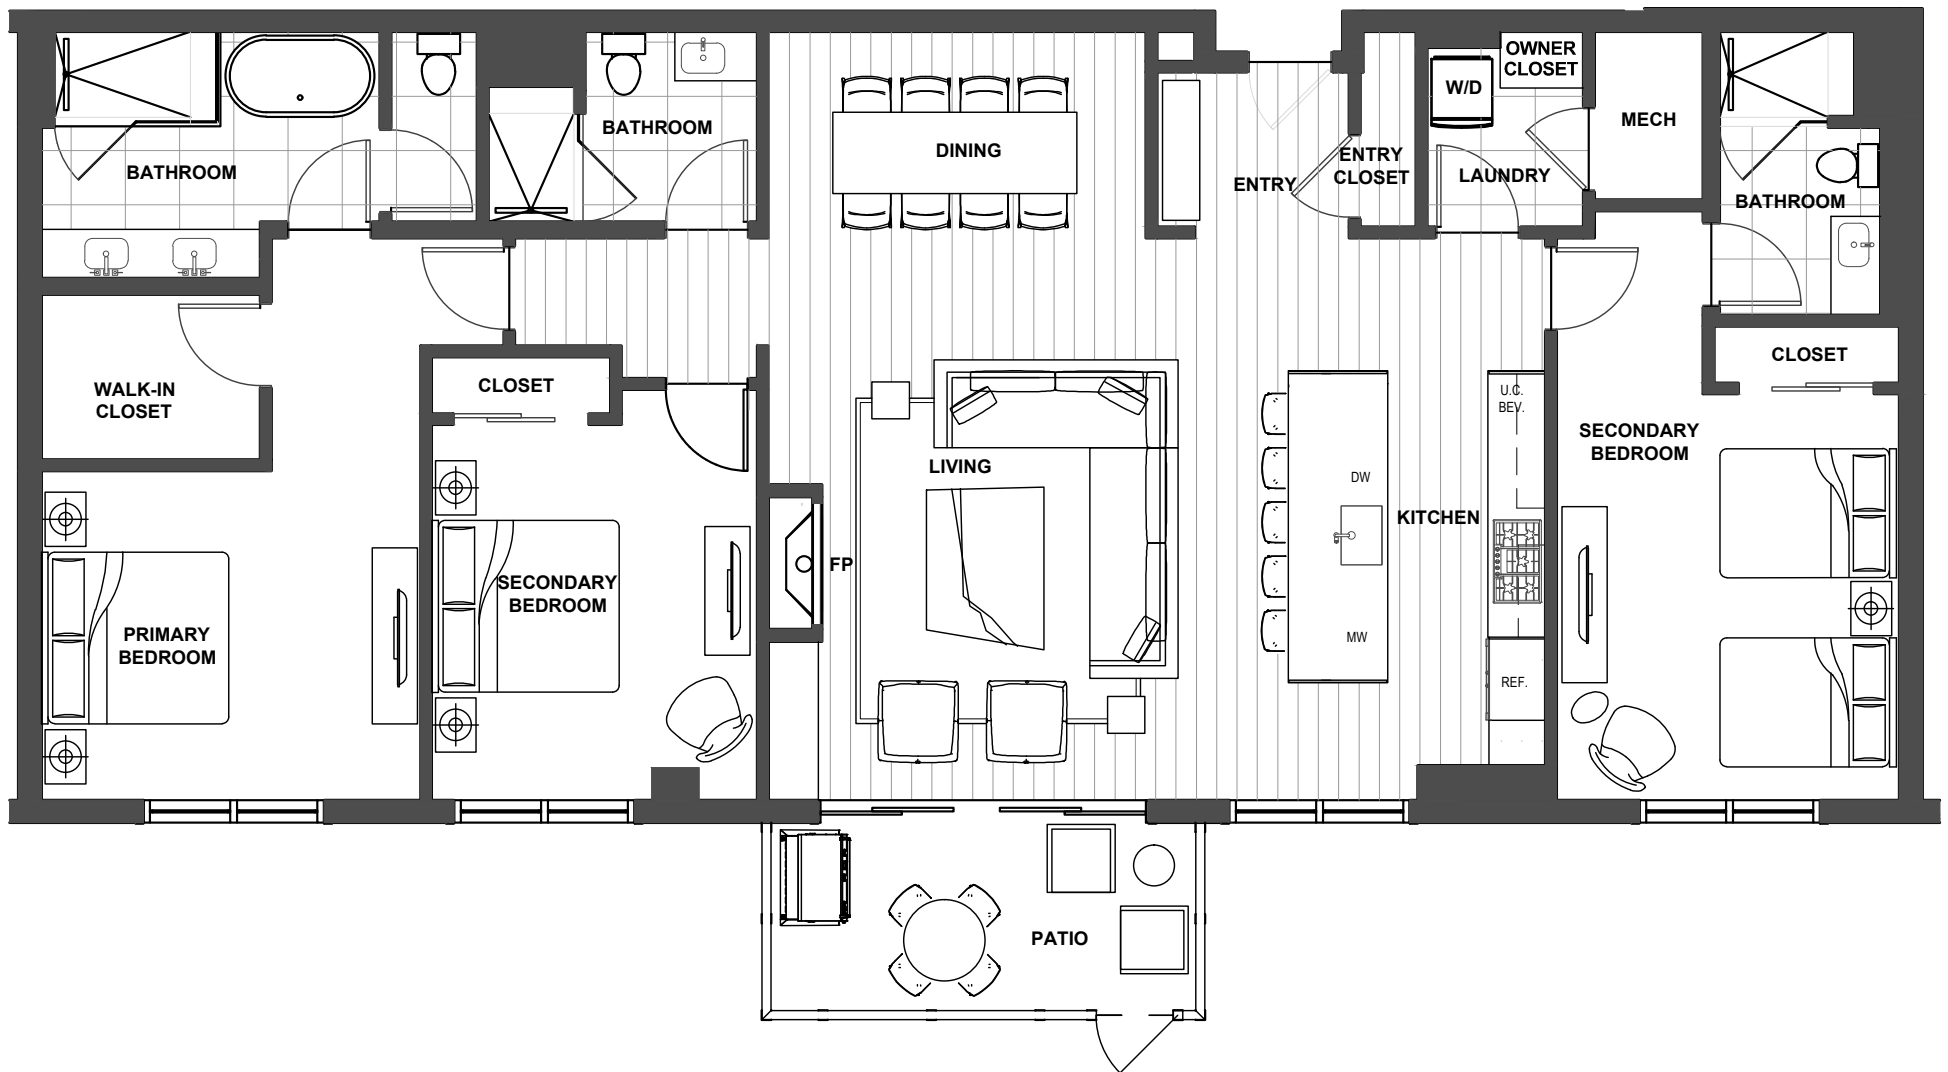 OWNER
CLOSET
W/D
MECH
BATHROOM
DINING
ENTRY
CLOSET
BATHROOM
LAUNDRY
ENTRY
BATHROOM
CLOSET
CLOSET
WALK-IN
CLOSET
U.C.
BEV.
SECONDARY
BEDROOM
LIVING
DW
KITCHEN
FP
SECONDARY
BEDROOM
PRIMARY
BEDROOM
MW
REF.
PATIO